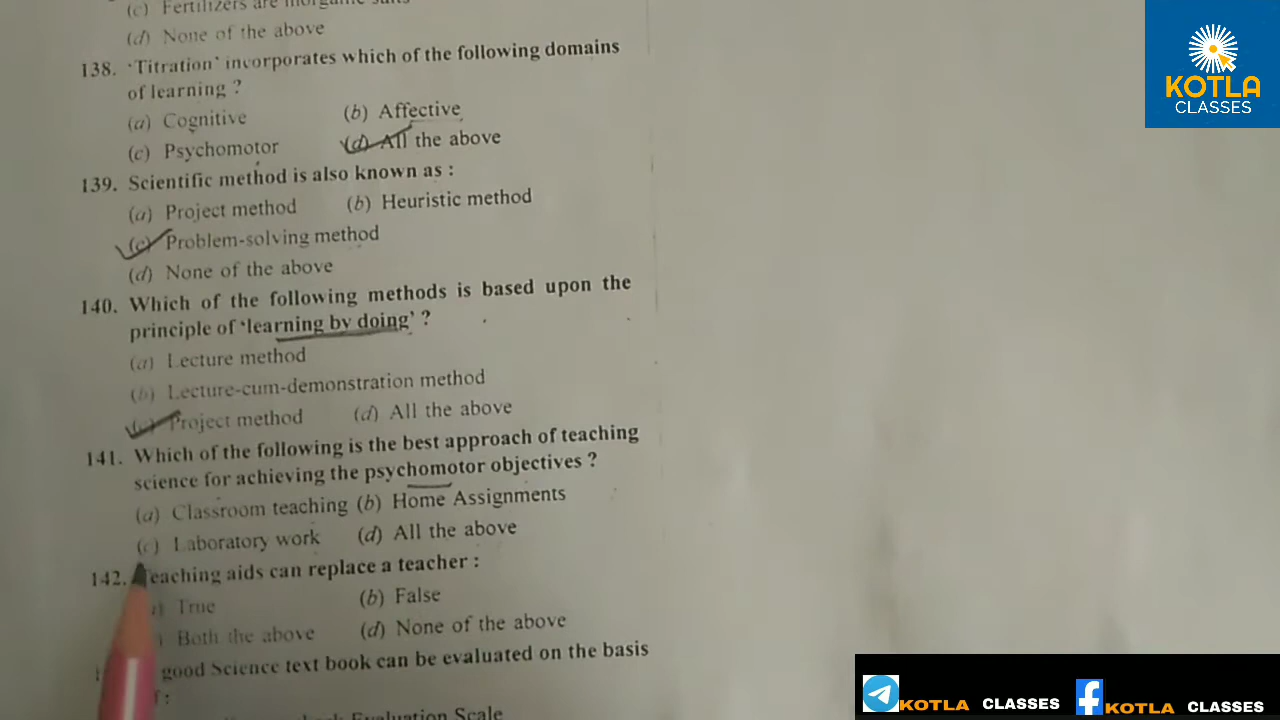 (c) Fertilizers are inorganic salts
(d) None of the above
138. 'Titration' incorporates which of the following domains
of learning ?
(a) Cognitive (b) Affective
(c) Psychomotor (d) All the above
139. Scientific method is also known as :
(a) Project method (b) Heuristic method
(c) Problem-solving method
(d) None of the above
140. Which of the following methods is based upon the
principle of 'learning by doing' ?
(a) Lecture method
(b) Lecture-cum-demonstration method
(c) Project method (d) All the above
141. Which of the following is the best approach of teaching
science for achieving the psychomotor objectives ?
(a) Classroom teaching (b) Home Assignments
(c) Laboratory work (d) All the above
142. Teaching aids can replace a teacher :
True (b) False
Both the above (d) None of the above
good Science text book can be evaluated on the basis
:
Evaluation Scale
KOTLA
CLASSES
KOTLA CLASSES
KOTLA CLASSES